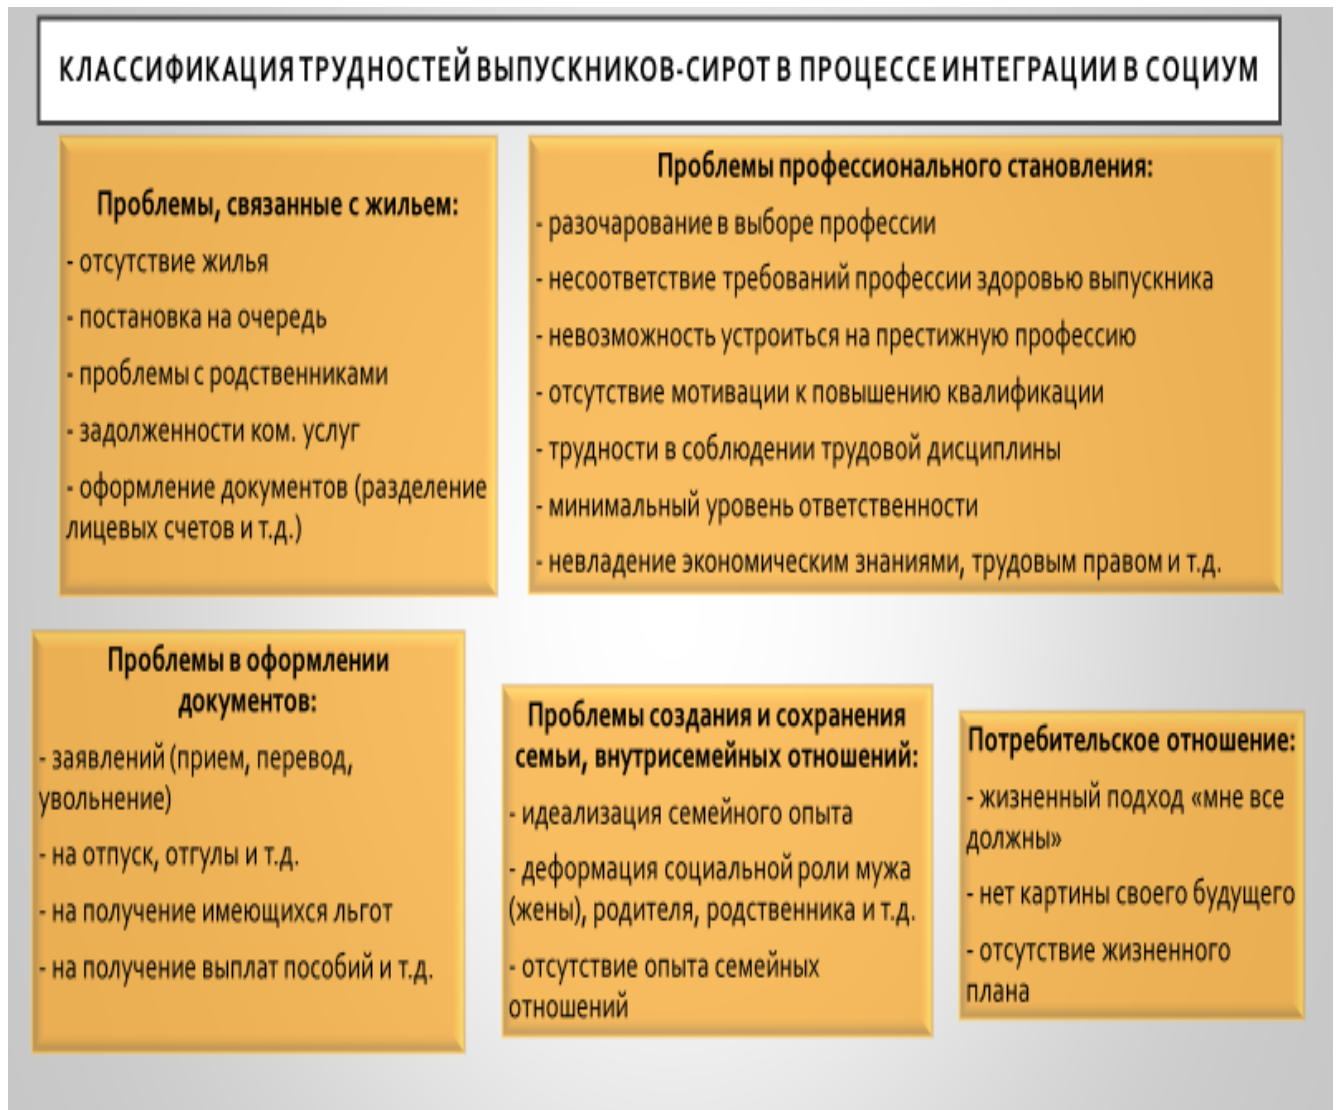 КЛАССИФИКАЦИЯ ТРУДНОСТЕЙ ВЫПУСКНИКОВ-СИРОТ В ПРОЦЕССЕ ИНТЕГРАЦИИ В СОЦИУМ
Проблемы, связанные с жильем:
- отсутствие жилья
- постановка на очередь
- проблемы с родственниками
- задолженности ком. услуг
- оформление документов (разделение
лицевых счетов и т.д.)
Проблемы профессионального становления:
- разочарование в выборе профессии
- несоответствие требований профессии здоровью выпускника
- невозможность устроиться на престижную профессию
- отсутствие мотивации к повышению квалификации
- трудности в соблюдении трудовой дисциплины
- минимальный уровень ответственности
- невладение экономическим знаниями, трудовым правом и т.д.
Проблемы в оформлении
документов:
- заявлений (прием, перевод,
увольнение)
- на отпуск, отгулы и т.д.
- на получение имеющихся льгот
- на получение выплат пособий и т.д.
Проблемы создания и сохранения
семьи, внутрисемейных отношений:
- идеализация семейного опыта
- деформация социальной роли мужа
(жены), родителя, родственника и т.д.
- отсутствие опыта семейных
отношений
Потребительское отношение:
- жизненный подход «мне все
должны»
- нет картины своего будущего
- отсутствие жизненного
плана